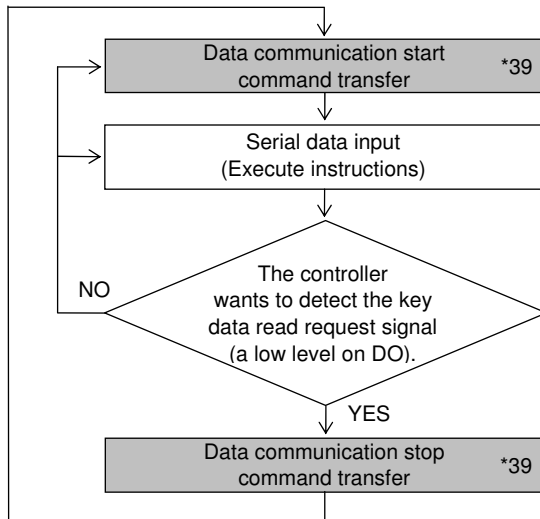 Data communication start
command transfer *39
Serial data input
(Execute instructions)
The controller
wants to detect the key
data read request signal
(a low level on DO).
NO
YES
Data communication stop
command transfer *39